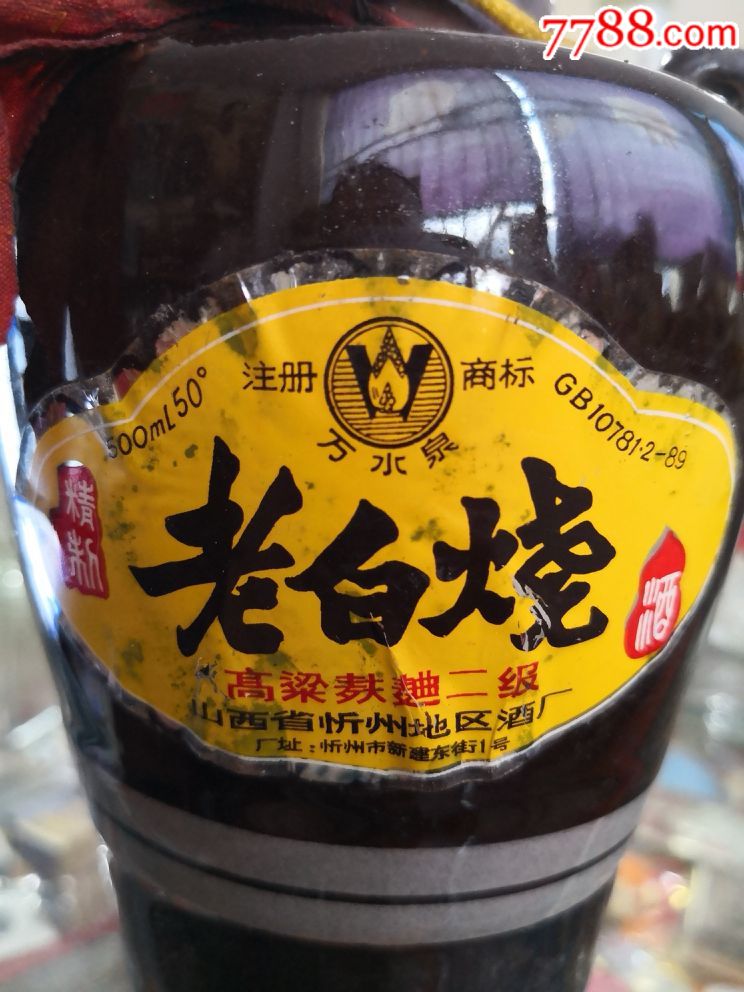 7788.com
500mL50°
注册 商标
GB10781·2-89
万水泉
精制
老白烧
酒
高粱麸麯二级
山西省忻州地区酒厂
厂址:忻州市新建东街1号